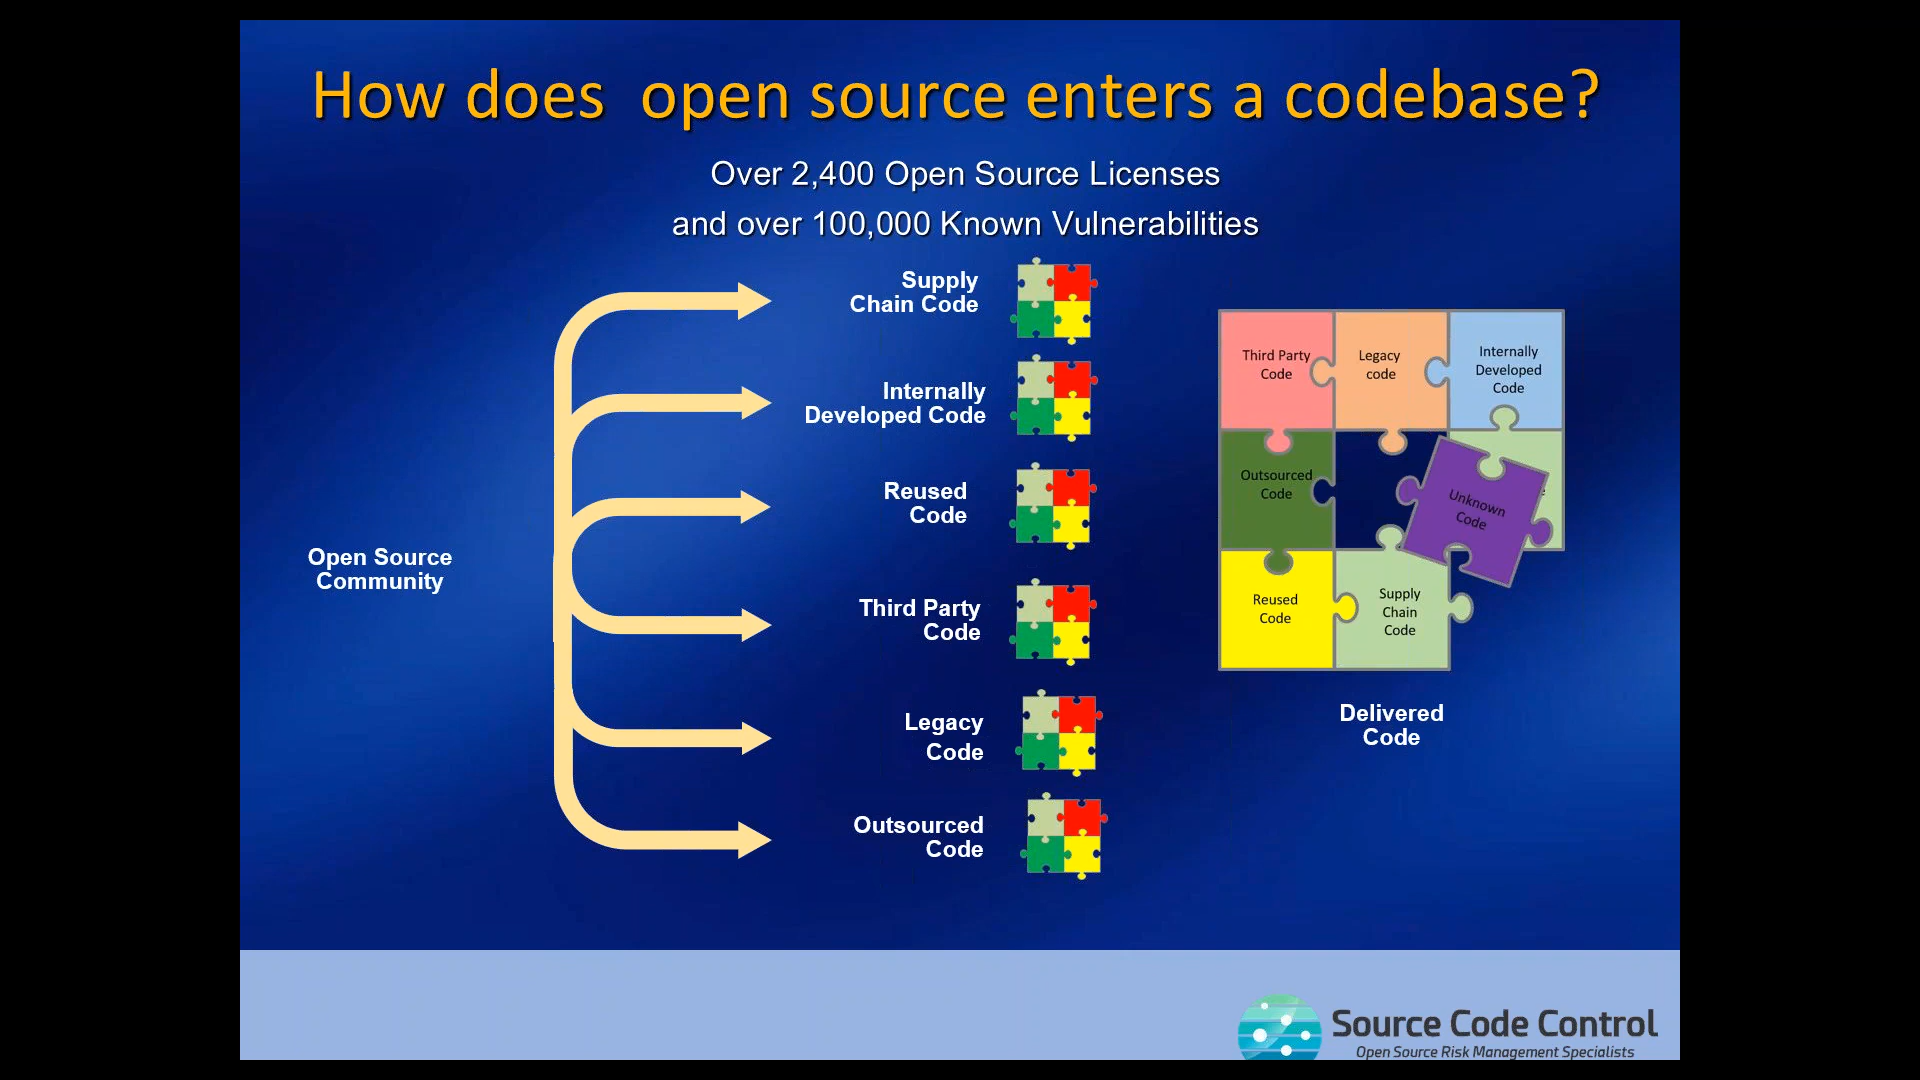 How does  open source enters a codebase?
Over 2,400 Open Source Licenses
and over 100,000 Known Vulnerabilities
Open Source
Community
Supply
Chain Code
Internally
Developed Code
Reused
Code
Third Party
Code
Legacy
Code
Outsourced
Code
Third Party
Code
Legacy
code
Internally
Developed
Code
Outsourced
Code
Unknown
Code
Reused
Code
Supply
Chain
Code
Delivered
Code
Source Code Control
Open Source Risk Management Specialists